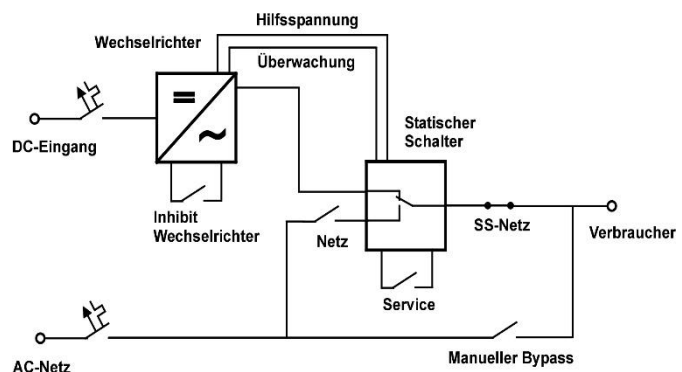 Hilfsspannung
Wechselrichter
Überwachung
=
~
DC-Eingang
Statischer
Schalter
Inhibit
Wechselrichter
Netz
SS-Netz
Verbraucher
Service
Manueller Bypass
AC-Netz